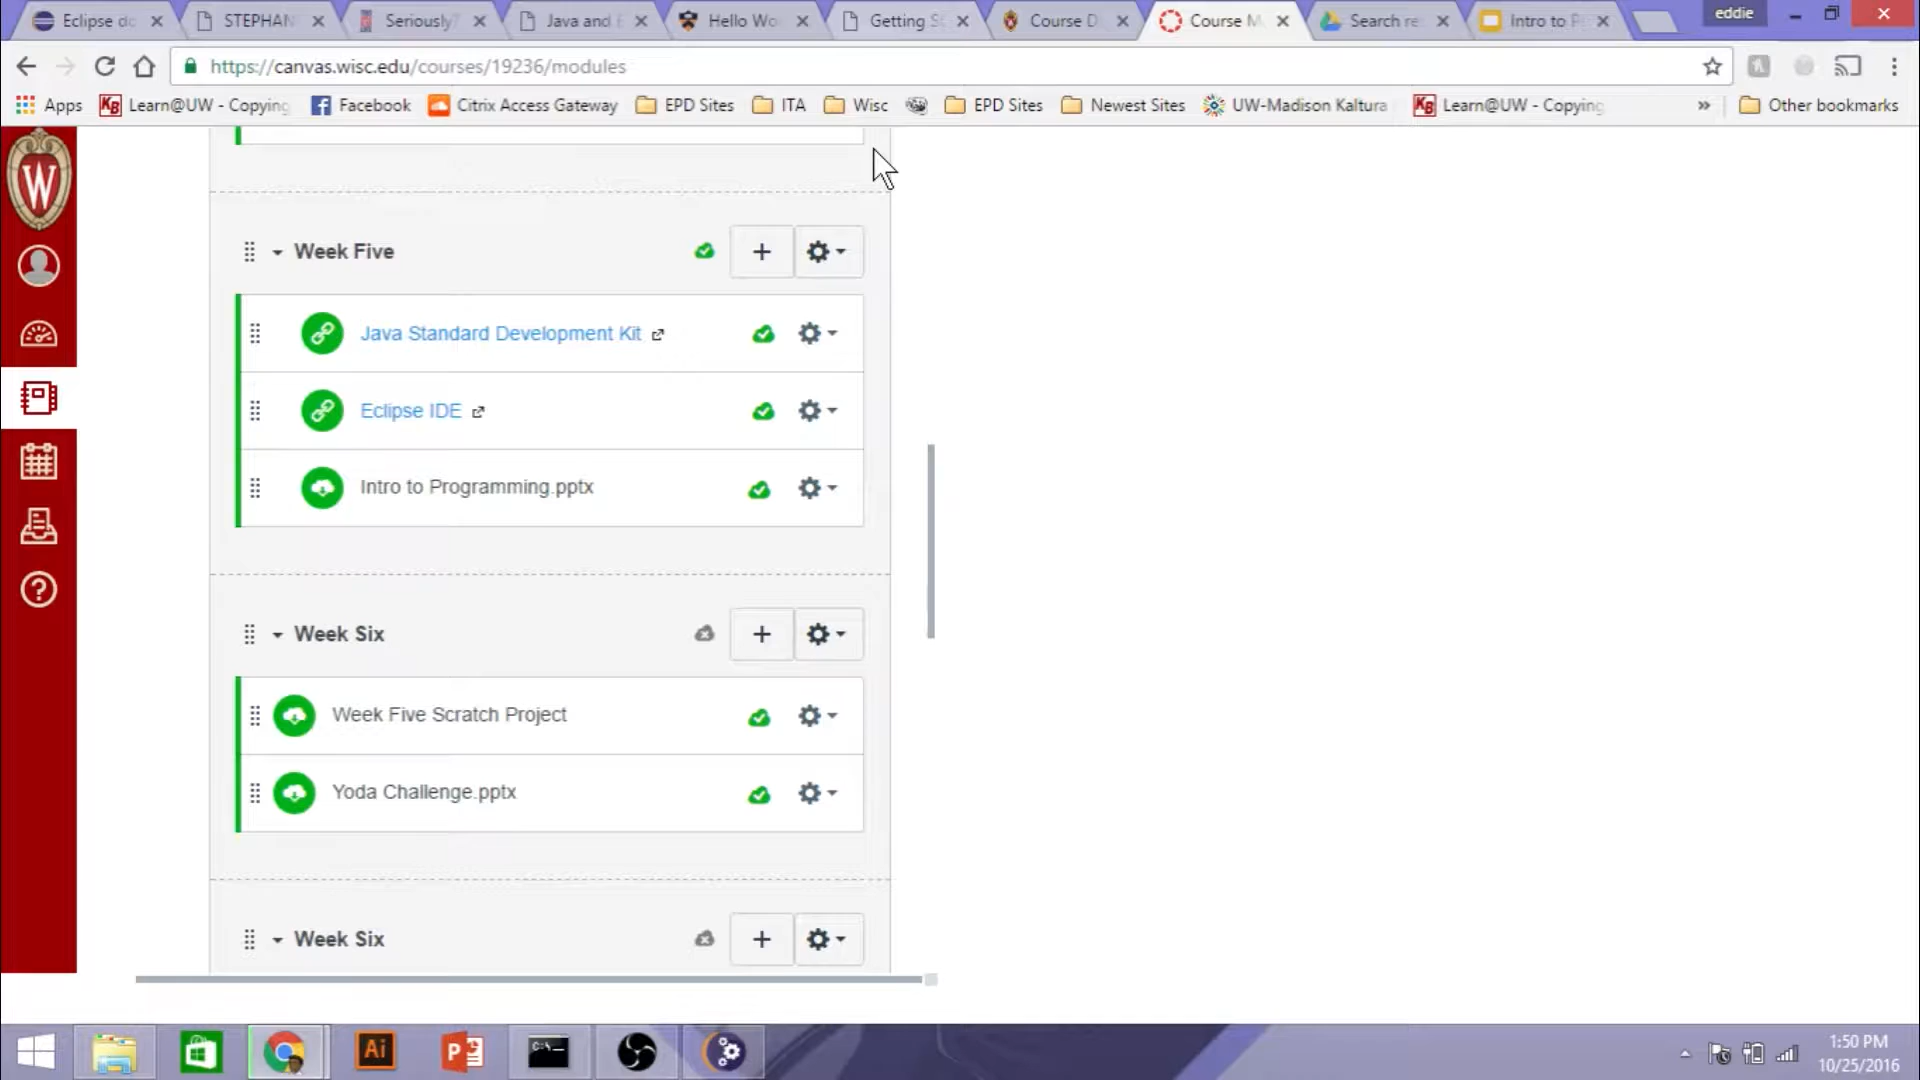 Eclipse do
STEPHAN
Seriously?
Java and E
Hello Wo
Getting S
Course D
Course M
Search re
Intro to P
eddie
https://canvas.wisc.edu/courses/19236/modules
Apps
Learn@UW - Copying
Facebook
Citrix Access Gateway
EPD Sites
ITA
Wisc
EPD Sites
Newest Sites
UW-Madison Kaltura
Learn@UW - Copying
»
Other bookmarks
W
Week Five
Java Standard Development Kit
Eclipse IDE
Intro to Programming.pptx
Week Six
Week Five Scratch Project
Yoda Challenge.pptx
Week Six
Ai
1:50 PM
10/25/2016